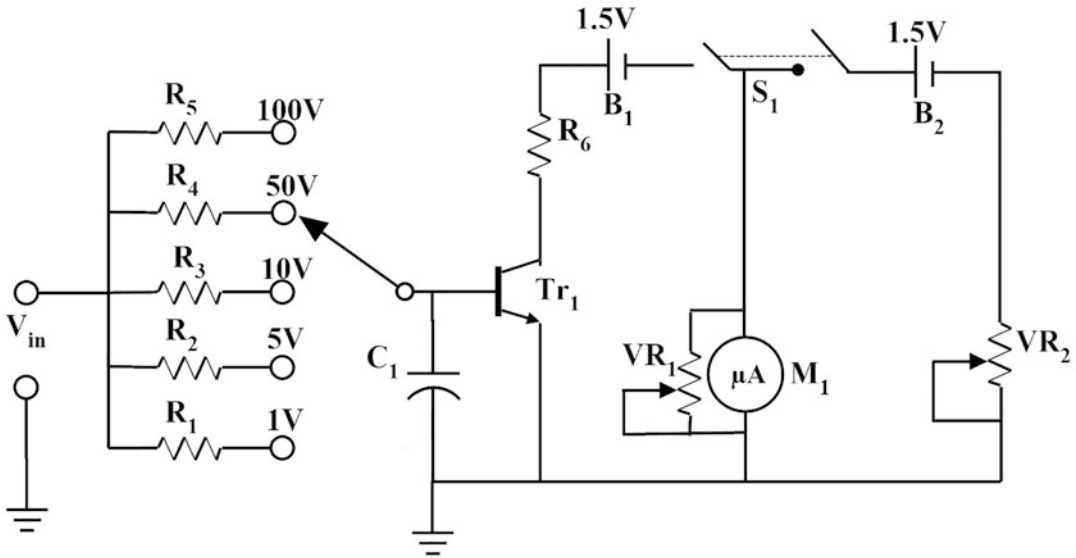 1.5V
B₁
S₁
1.5V
B₂
R₅
100V
R₄
50V
R₃
10V
R₂
5V
R₁
1V
Vᵢₙ
R₆
Tr₁
C₁
VR₁
µA
M₁
VR₂